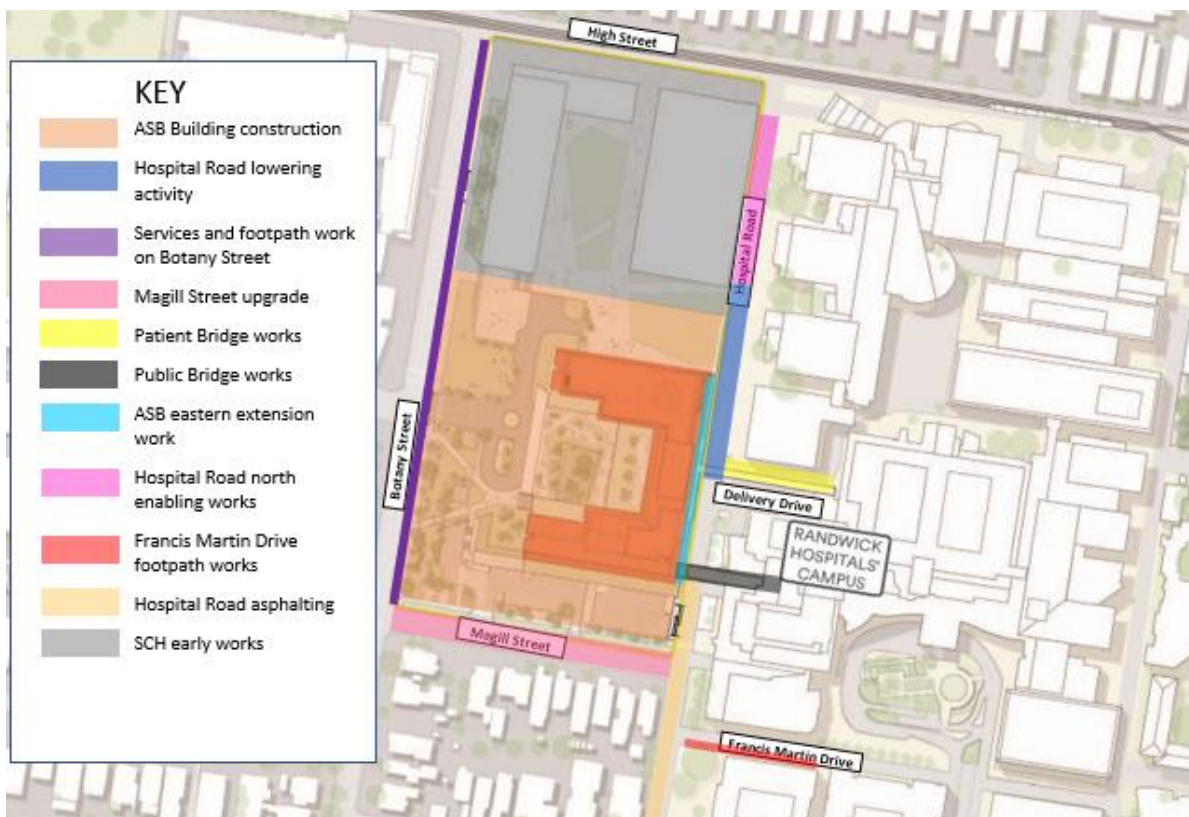 High Street
KEY
ASB Building construction
Hospital Road lowering
activity
Services and footpath work
on Botany Street
Magill Street upgrade
Patient Bridge works
Public Bridge works
ASB eastern extension
work
Hospital Road north
enabling works
Francis Martin Drive
footpath works
Hospital Road asphalting
SCH early works
Hospital Road
Botany Street
Delivery Drive
RANDWICK
HOSPITALS'
CAMPUS
Magill Street
Francis Martin Drive